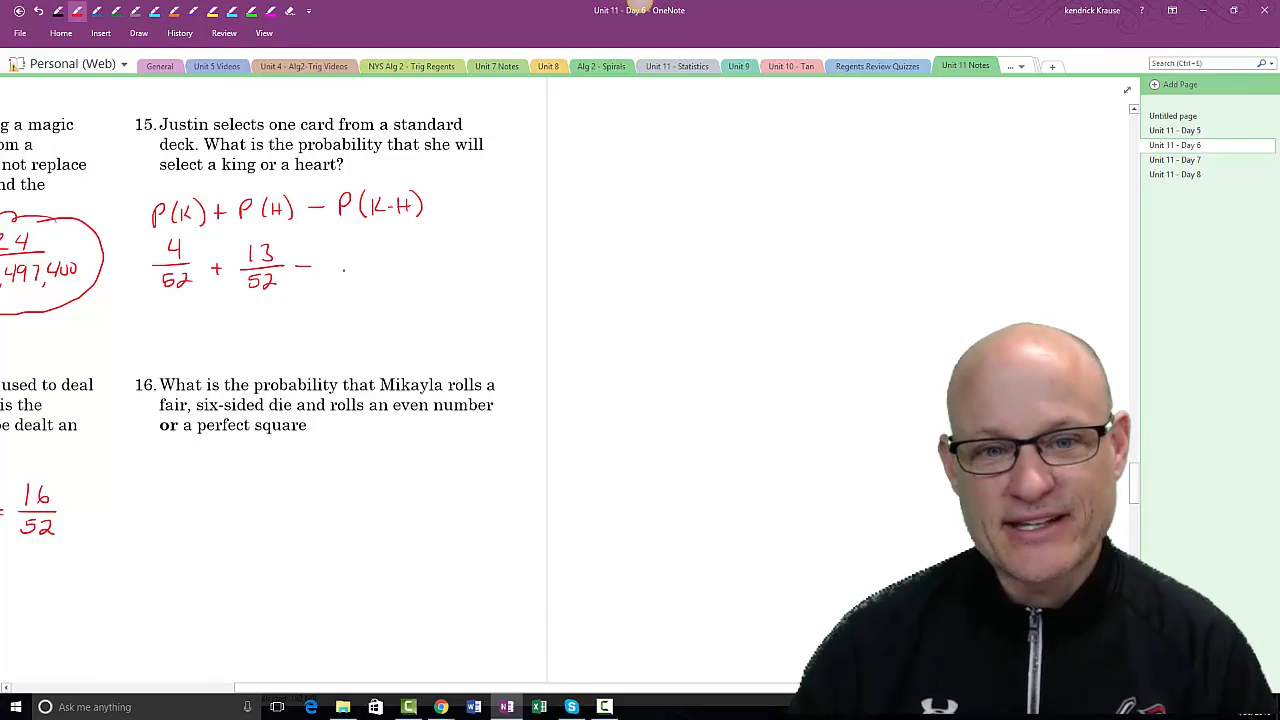 Unit 11 - Day 6 - OneNote
kendrick Krause
?
File Home Insert Draw History Review View
Personal (Web)
General Unit 5 Videos Unit 4 - Alg2-Trig Videos NYS Alg 2 - Trig Regents Unit 7 Notes Unit 8 Alg 2 - Spirals Unit 11 - Statistics Unit 9 Unit 10 - Tan Regents Review Quizzes Unit 11 Notes ... +
Search (Ctrl+E)
Add Page
Untitled page
Unit 11 - Day 5
Unit 11 - Day 6
Unit 11 - Day 7
Unit 11 - Day 8
g a magic
om a
not replace
nd the
24
,497,400
used to deal
is the
be dealt an
= 16/52
15. Justin selects one card from a standard
deck. What is the probability that she will
select a king or a heart?
P(K) + P(H) − P(K-H)
4/52 + 13/52 −
16. What is the probability that Mikayla rolls a
fair, six-sided die and rolls an even number
or a perfect square
Ask me anything